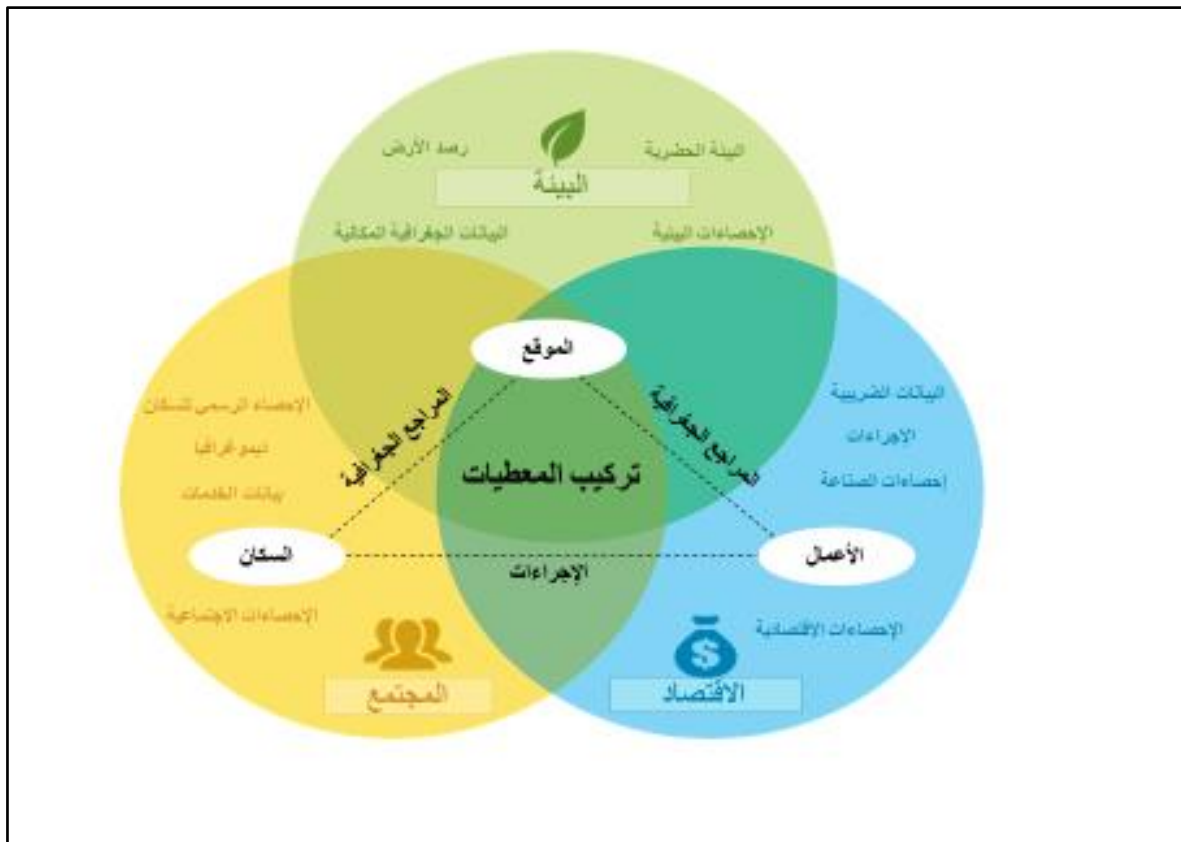 البيئة الحضرية
رصد الأرض
البيئة
الإحصاءات البيئية
البيانات الجغرافية المكانية
الموقع
البيانات الضريبية
الإجراءات
إحصاءات الصناعة
المراجع الجغرافية
المراجع الجغرافية
الإحصاء الرسمي للسكان
ديموغرافيا
بيانات الخدمات
تركيب المعطيات
الأعمال
السكان
الإجراءات
الإحصاءات الاقتصادية
الإحصاءات الاجتماعية
الاقتصاد
المجتمع